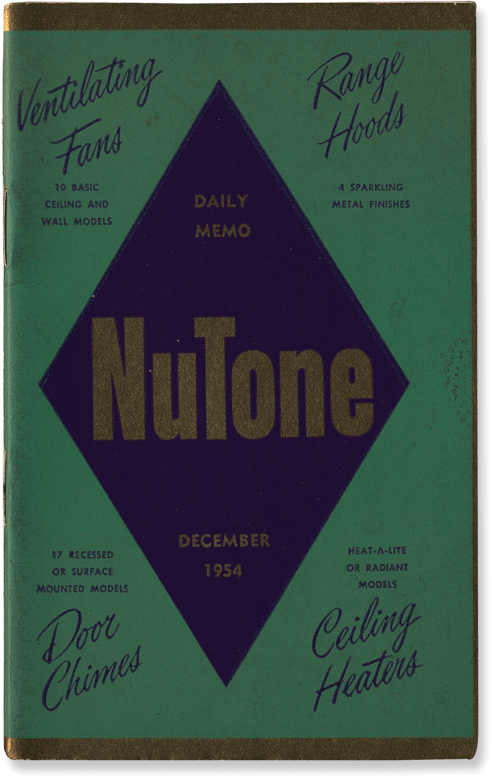 Ventilating
Fans
10 BASIC
CEILING AND
WALL MODELS
Range
Hoods
4 SPARKLING
METAL FINISHES
DAILY
MEMO
NuTone
DECEMBER
1954
17 RECESSED
OR SURFACE
MOUNTED MODELS
Door
Chimes
HEAT-A-LITE
OR RADIANT
MODELS
Ceiling
Heaters